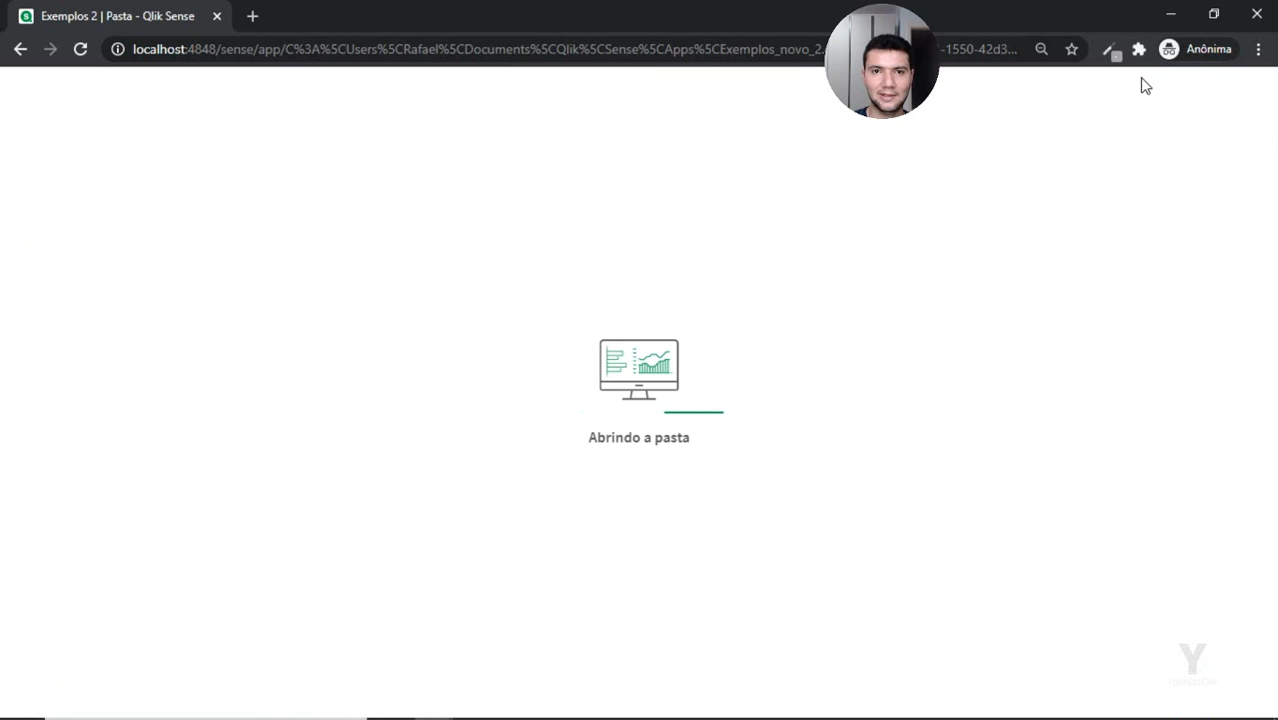 Exemplos 2 | Pasta - Qlik Sense
localhost:4848/sense/app/C%3A%5CUsers%5CRafael%5CDocuments%5CQlik%5CSense%5CApps%5CExemplos_novo_2. -1550-42d3...
Anônima
Abrindo a pasta
Y